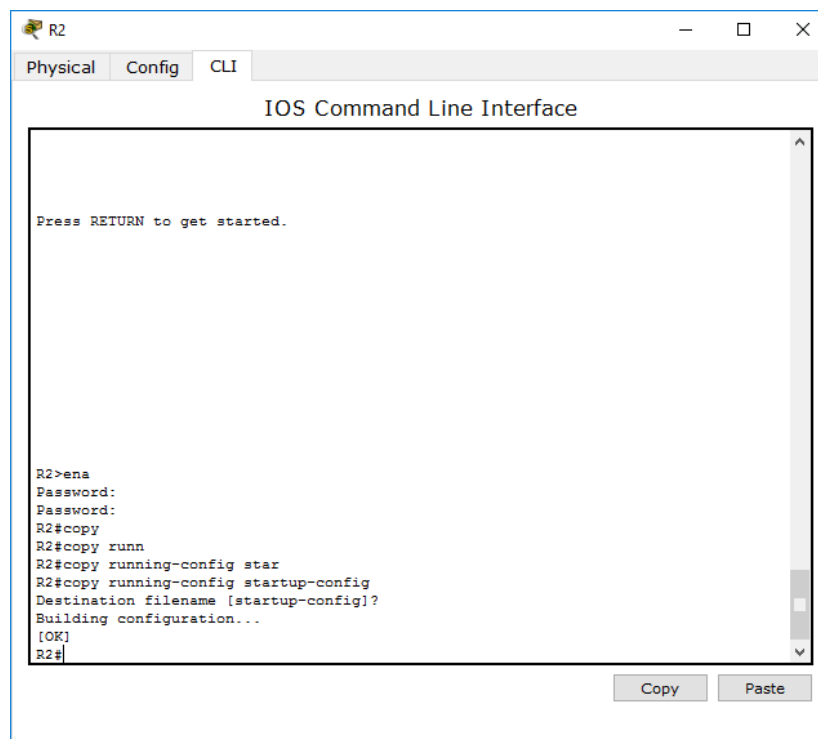 R2
Physical Config CLI
IOS Command Line Interface
Press RETURN to get started.
R2>ena
Password:
Password:
R2#copy
R2#copy runn
R2#copy running-config star
R2#copy running-config startup-config
Destination filename [startup-config]?
Building configuration...
[OK]
R2#
Copy Paste